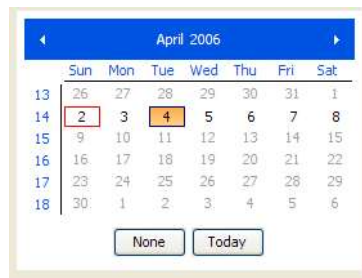 April 2006
Sun Mon Tue Wed Thu Fri Sat
13 26 27 28 29 30 31 1
14 2 3 4 5 6 7 8
15 9 10 11 12 13 14 15
16 16 17 18 19 20 21 22
17 23 24 25 26 27 28 29
18 30 1 2 3 4 5 6
None Today